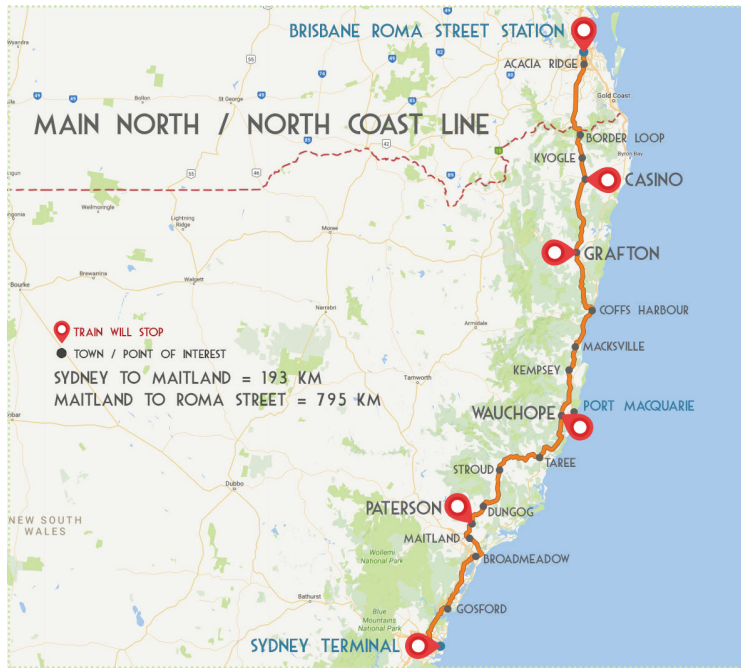 BRISBANE ROMA STREET STATION
ACACIA RIDGE
Wyandra
Bollon
St George
Gold Coast
MAIN NORTH / NORTH COAST LINE
BORDER LOOP
Byron Bay
KYOGLE
CASINO
Weilmoringle
Lightning
Ridge
Moree
GRAFTON
Brewarrina
Walgett
Bourke
Narrabri
COFFS HARBOUR
Armidale
TRAIN WILL STOP
TOWN / POINT OF INTEREST
MACKSVILLE
KEMPSEY
SYDNEY TO MAITLAND = 193 KM
MAITLAND TO ROMA STREET = 795 KM
Tamworth
PORT MACQUARIE
WAUCHOPE
TAREE
STROUD
Dubbo
PATERSON
DUNGOG
NEW SOUTH
WALES
MAITLAND
Wollemi
National Park
BROADMEADOW
Bathurst
GOSFORD
Blue
Mountains
National Park
SYDNEY TERMINAL